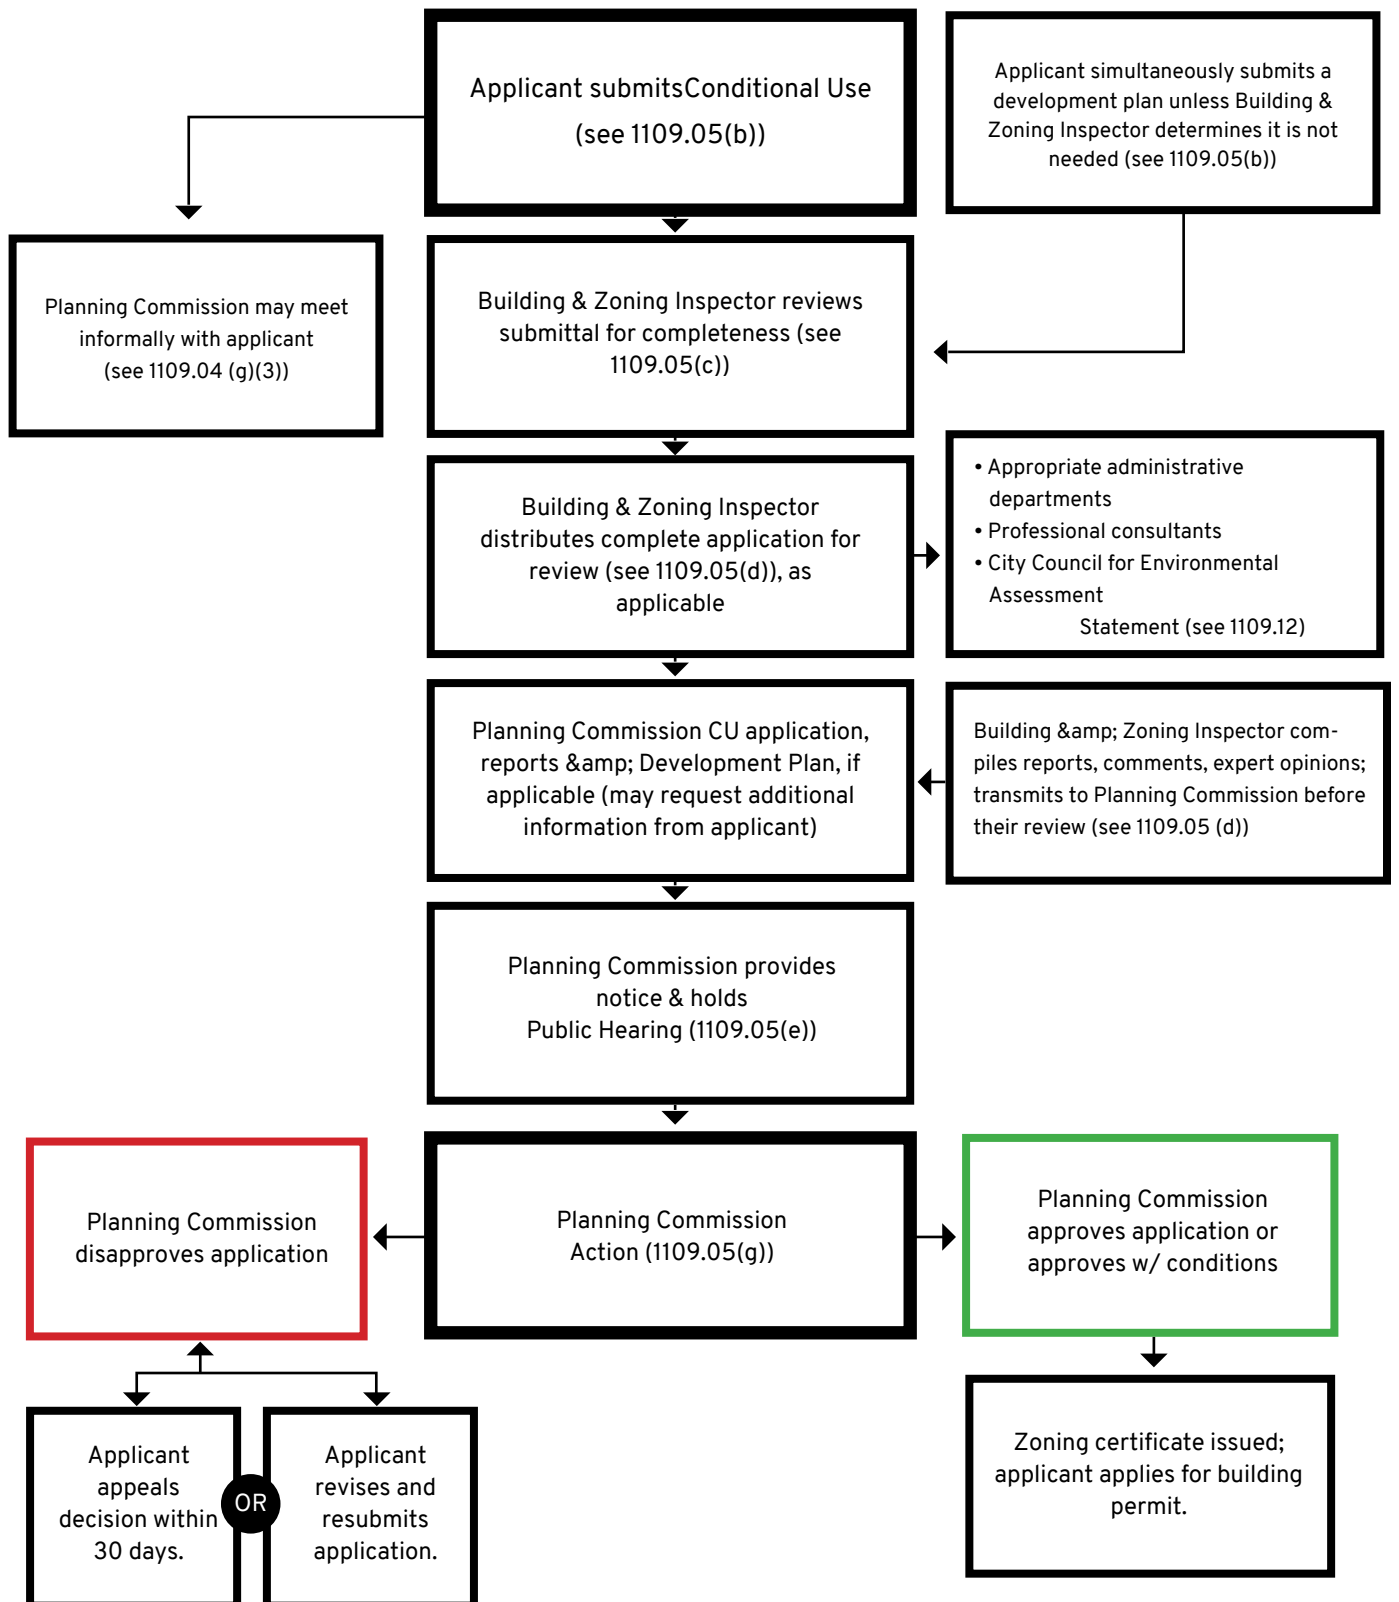 Applicant submitsConditional Use
(see 1109.05(b))
Applicant simultaneously submits a
development plan unless Building &
Zoning Inspector determines it is not
needed (see 1109.05(b))
Planning Commission may meet
informally with applicant
(see 1109.04 (g)(3))
Building & Zoning Inspector reviews
submittal for completeness (see
1109.05(c))
Building & Zoning Inspector
distributes complete application for
review (see 1109.05(d)), as
applicable
• Appropriate administrative
departments
• Professional consultants
• City Council for Environmental
Assessment
Statement (see 1109.12)
Planning Commission CU application,
reports &amp; Development Plan, if
applicable (may request additional
information from applicant)
Building &amp; Zoning Inspector com-
piles reports, comments, expert opinions;
transmits to Planning Commission before
their review (see 1109.05 (d))
Planning Commission provides
notice & holds
Public Hearing (1109.05(e))
Planning Commission
disapproves application
Planning Commission
Action (1109.05(g))
Planning Commission
approves application or
approves w/ conditions
Applicant
appeals
decision within
30 days.
OR
Applicant
revises and
resubmits
application.
Zoning certificate issued;
applicant applies for building
permit.